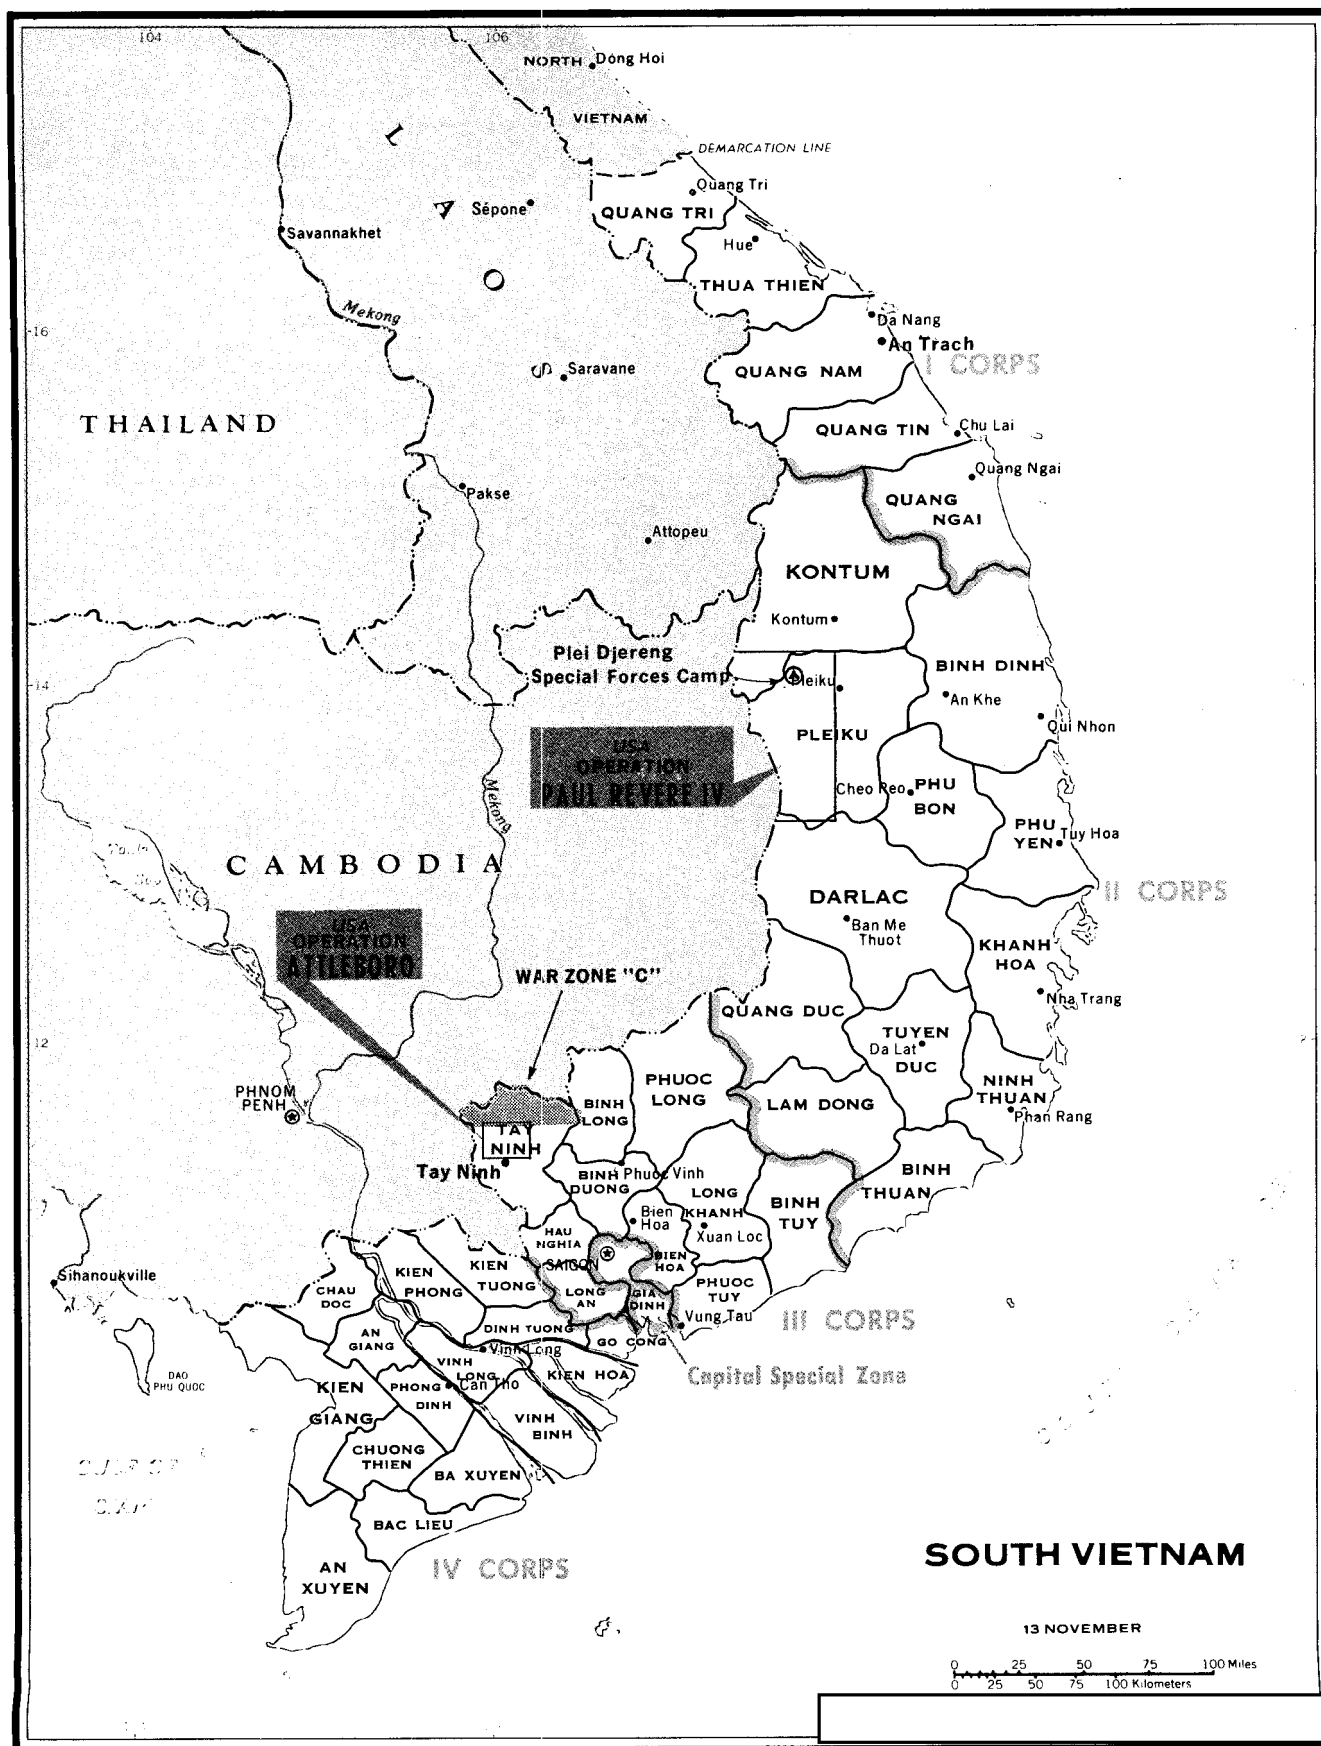 104
106
NORTH
Dong Hoi
VIETNAM
DEMARCATION LINE
L
A
O
S
Sépone
Quang Tri
QUANG TRI
Savannakhet
Hue
THUA THIEN
Mekong
16
Da Nang
An Trach
I CORPS
Saravane
QUANG NAM
THAILAND
QUANG TIN
Chu Lai
Quang Ngai
Pakse
QUANG
NGAI
Attopeu
KONTUM
Kontum
Plei Djereng
Special Forces Camp
Pleiku
14
BINH DINH
An Khe
Qui Nhon
USA
OPERATION
PAUL REVERE IV
PLEIKU
Mekong
Cheo Reo
PHU
BON
PHU
YEN
Tuy Hoa
CAMBODIA
II CORPS
DARLAC
Ban Me
Thuot
USA
OPERATION
ATTLEBORO
KHANH
HOA
WAR ZONE "C"
Nha Trang
QUANG DUC
TUYEN
DUC
Da Lat
12
PHUOC
LONG
NINH
THUAN
PHNOM
PENH
BINH
LONG
LAM DONG
Phan Rang
TAY
NINH
Tay Ninh
BINH
DUONG
Phuoc Vinh
LONG
KHANH
BINH
TUY
BINH
THUAN
Bien
Hoa
Xuan Loc
HAU
NGHIA
SAIGON
BIEN
HOA
KIEN
PHONG
KIEN
TUONG
Sihanoukville
CHAU
DOC
LONG
AN
GIA
DINH
PHUOC
TUY
Vung Tau
III CORPS
DINH TUONG
GO CONG
AN
GIANG
Vinh Long
VINH
LONG
KIEN HOA
Capital Special Zone
DAO
PHU QUOC
KIEN
GIANG
PHONG
DINH
Can Tho
VINH
BINH
CHUONG
THIEN
BA XUYEN
BAC LIEU
IV CORPS
AN
XUYEN
SOUTH VIETNAM
13 NOVEMBER
0 25 50 75 100 Miles
0 25 50 75 100 Kilometers